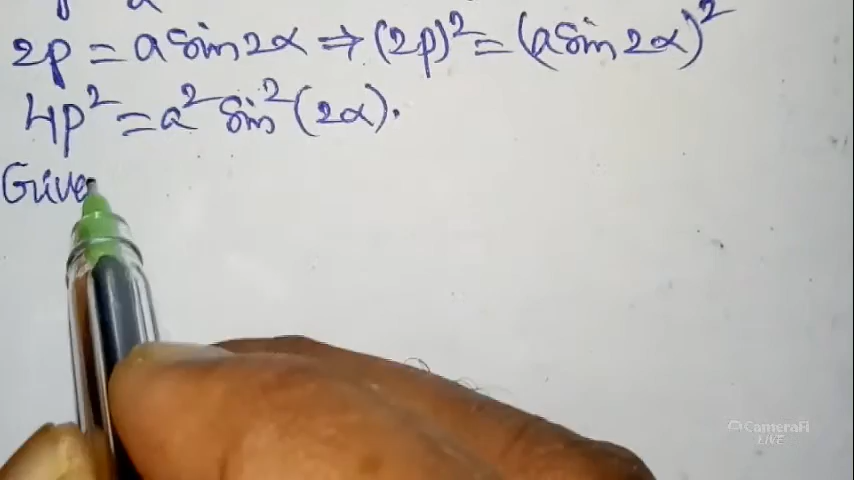 2p = a sin 2α ⇒ (2p)² = (a sin 2α)²
4p² = a² sin² (2α).
Give
CameraFi
LIVE